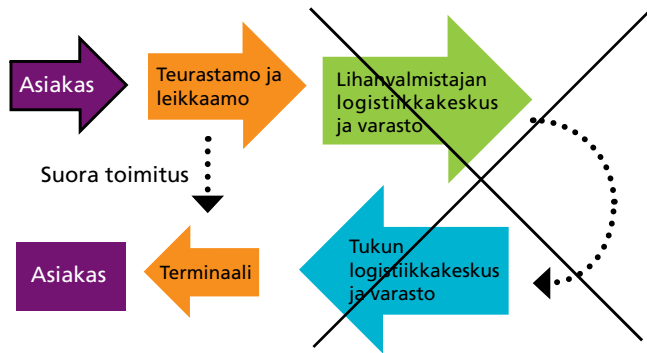 Asiakas
Teurastamo ja
leikkaamo
Lihanvalmistajan
logistiikkakeskus
ja varasto
Suora toimitus
Asiakas
Terminaali
Tukun
logistiikkakeskus
ja varasto